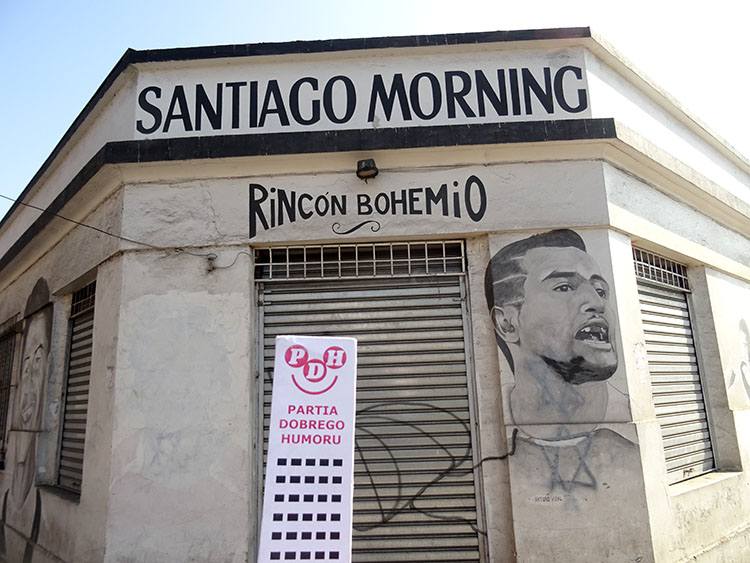 SANTIAGO MORNING
RINCÓN BOHEMIO
PDH
PARTIA
DOBREGO
HUMORU